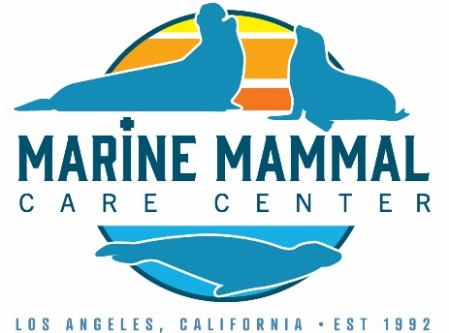 MARINE MAMMAL
CARE CENTER
LOS ANGELES, CALIFORNIA • EST 1992